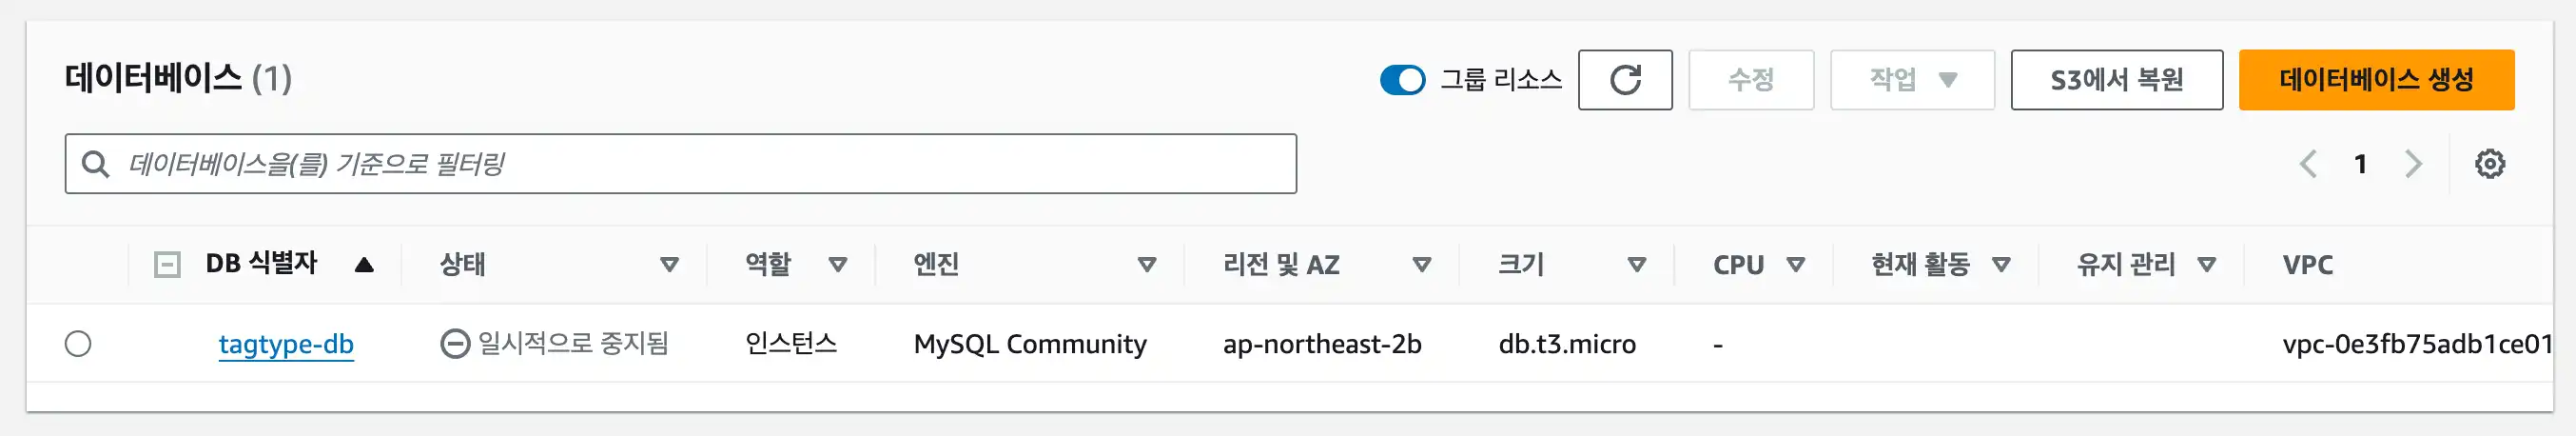 데이터베이스 (1)
그룹 리소스
수정
작업
S3에서 복원
데이터베이스 생성
데이터베이스을(를) 기준으로 필터링
1
DB 식별자 상태 역할 엔진 리전 및 AZ 크기 CPU 현재 활동 유지 관리 VPC
tagtype-db 일시적으로 중지됨 인스턴스 MySQL Community ap-northeast-2b db.t3.micro - vpc-0e3fb75adb1ce01